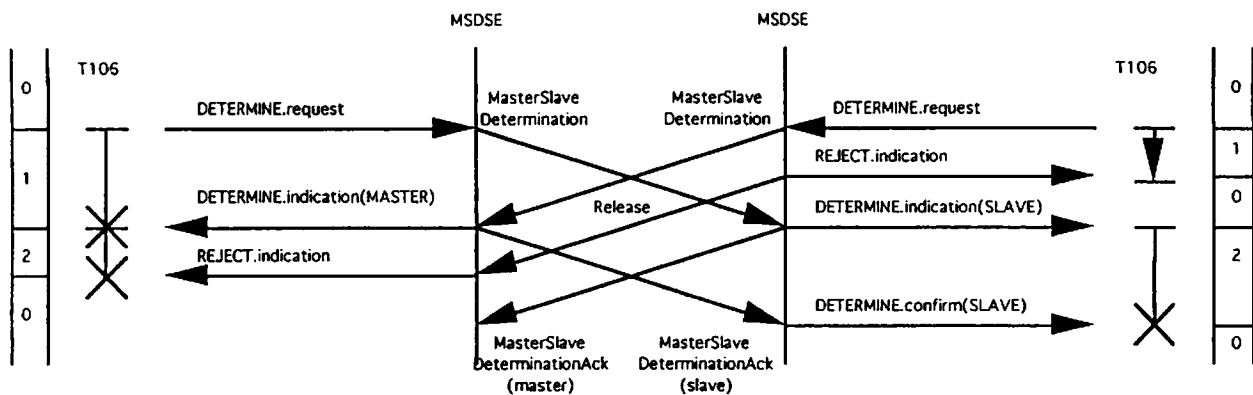 MSDSE
MSDSE
T106
T106
0
0
DETERMINE.request
MasterSlave
Determination
MasterSlave
Determination
DETERMINE.request
REJECT.indication
1
1
0
DETERMINE.indication(MASTER)
Release
DETERMINE.indication(SLAVE)
2
2
REJECT.indication
DETERMINE.confirm(SLAVE)
0
0
MasterSlave
DeterminationAck
(master)
MasterSlave
DeterminationAck
(slave)